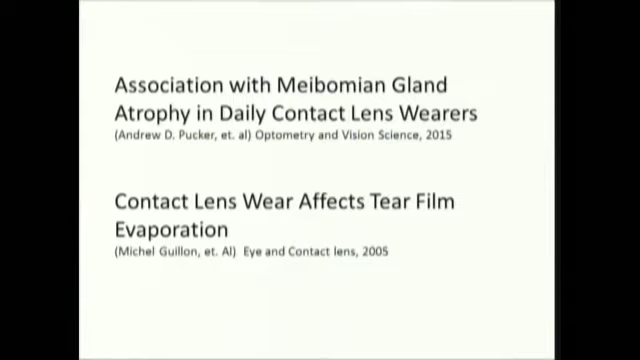 Association with Meibomian Gland
Atrophy in Daily Contact Lens Wearers
(Andrew D. Pucker, et. al) Optometry and Vision Science, 2015
Contact Lens Wear Affects Tear Film
Evaporation
(Michel Guillon, et. Al) Eye and Contact lens, 2005